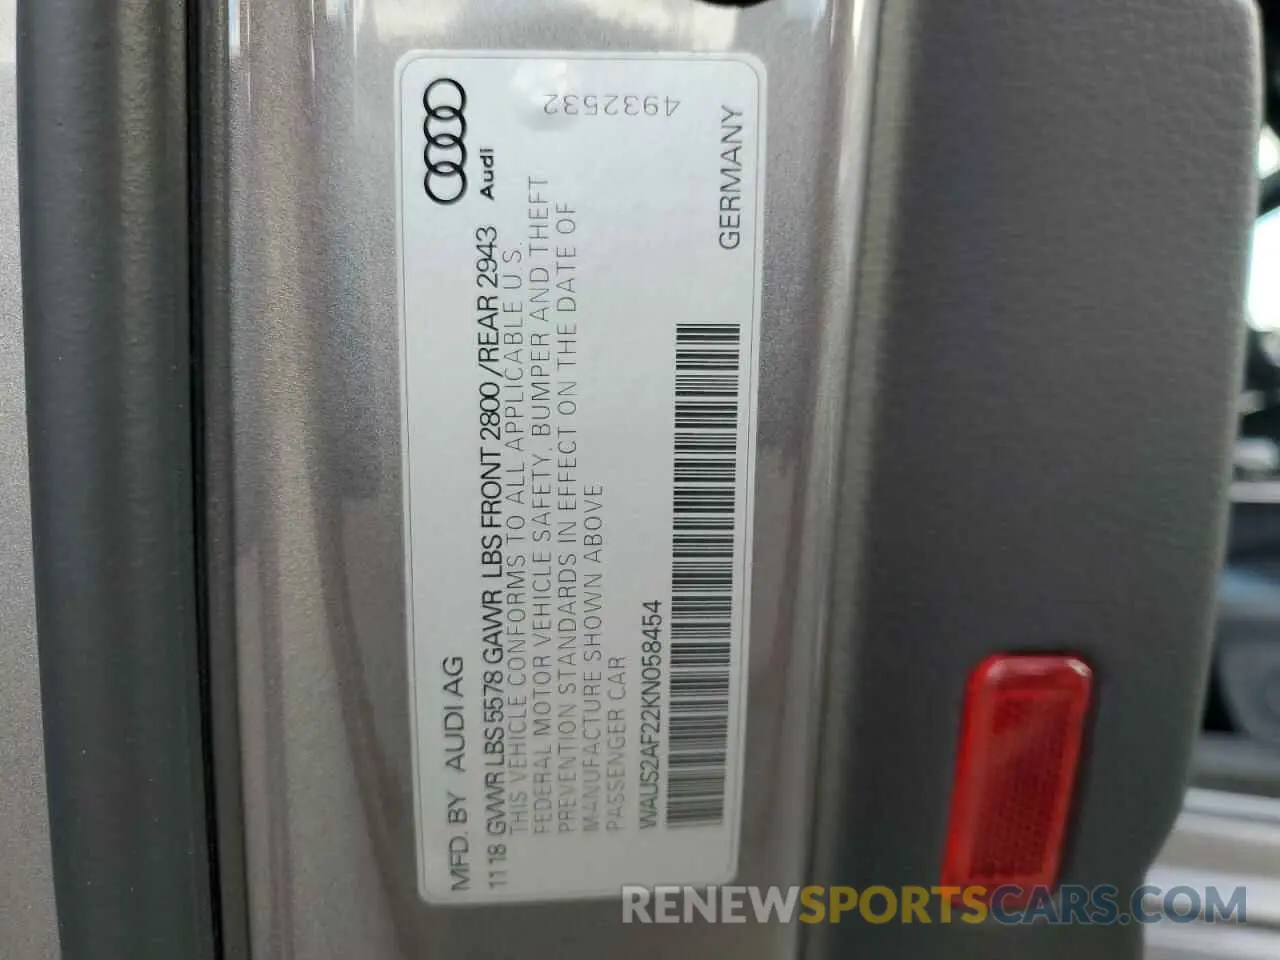 MFD. BY AUDI AG
11 18 GVWR LBS 5578 GAWR LBS FRONT 2800 /REAR 2943 Audi
THIS VEHICLE CONFORMS TO ALL APPLICABLE U.S.
FEDERAL MOTOR VEHICLE SAFETY, BUMPER AND THEFT
PREVENTION STANDARDS IN EFFECT ON THE DATE OF
MANUFACTURE SHOWN ABOVE
PASSENGER CAR
WAUS2AF22KN058454
4932532
GERMANY
RENEWSPORTSCARS.COM